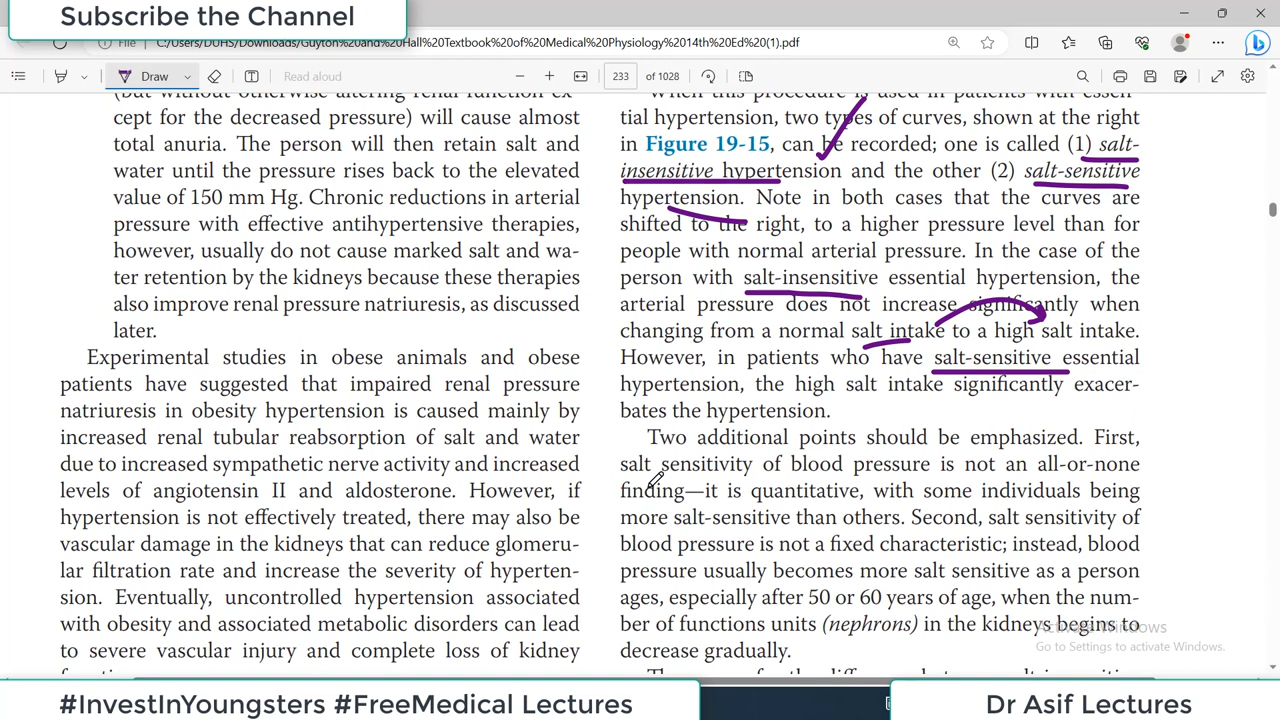 Subscribe the Channel
File C:/Users/DUHS/Downloads/Guyton%20and%20Hall%20Textbook%20of%20Medical%20Physiology%2014th%20Ed%20(1).pdf
Draw
Read aloud
233 of 1028
(but without otherwise altering renal function ex-
cept for the decreased pressure) will cause almost
total anuria. The person will then retain salt and
water until the pressure rises back to the elevated
value of 150 mm Hg. Chronic reductions in arterial
pressure with effective antihypertensive therapies,
however, usually do not cause marked salt and wa-
ter retention by the kidneys because these therapies
also improve renal pressure natriuresis, as discussed
later.
Experimental studies in obese animals and obese
patients have suggested that impaired renal pressure
natriuresis in obesity hypertension is caused mainly by
increased renal tubular reabsorption of salt and water
due to increased sympathetic nerve activity and increased
levels of angiotensin II and aldosterone. However, if
hypertension is not effectively treated, there may also be
vascular damage in the kidneys that can reduce glomeru-
lar filtration rate and increase the severity of hyperten-
sion. Eventually, uncontrolled hypertension associated
with obesity and associated metabolic disorders can lead
to severe vascular injury and complete loss of kidney
When this procedure is used in patients with essen-
tial hypertension, two types of curves, shown at the right
in Figure 19-15, can be recorded; one is called (1) salt-
insensitive hypertension and the other (2) salt-sensitive
hypertension. Note in both cases that the curves are
shifted to the right, to a higher pressure level than for
people with normal arterial pressure. In the case of the
person with salt-insensitive essential hypertension, the
arterial pressure does not increase significantly when
changing from a normal salt intake to a high salt intake.
However, in patients who have salt-sensitive essential
hypertension, the high salt intake significantly exacer-
bates the hypertension.
Two additional points should be emphasized. First,
salt sensitivity of blood pressure is not an all-or-none
finding—it is quantitative, with some individuals being
more salt-sensitive than others. Second, salt sensitivity of
blood pressure is not a fixed characteristic; instead, blood
pressure usually becomes more salt sensitive as a person
ages, especially after 50 or 60 years of age, when the num-
ber of functions units (nephrons) in the kidneys begins to
decrease gradually.
Activate Windows
Go to Settings to activate Windows.
#InvestInYoungsters #FreeMedical Lectures
Dr Asif Lectures